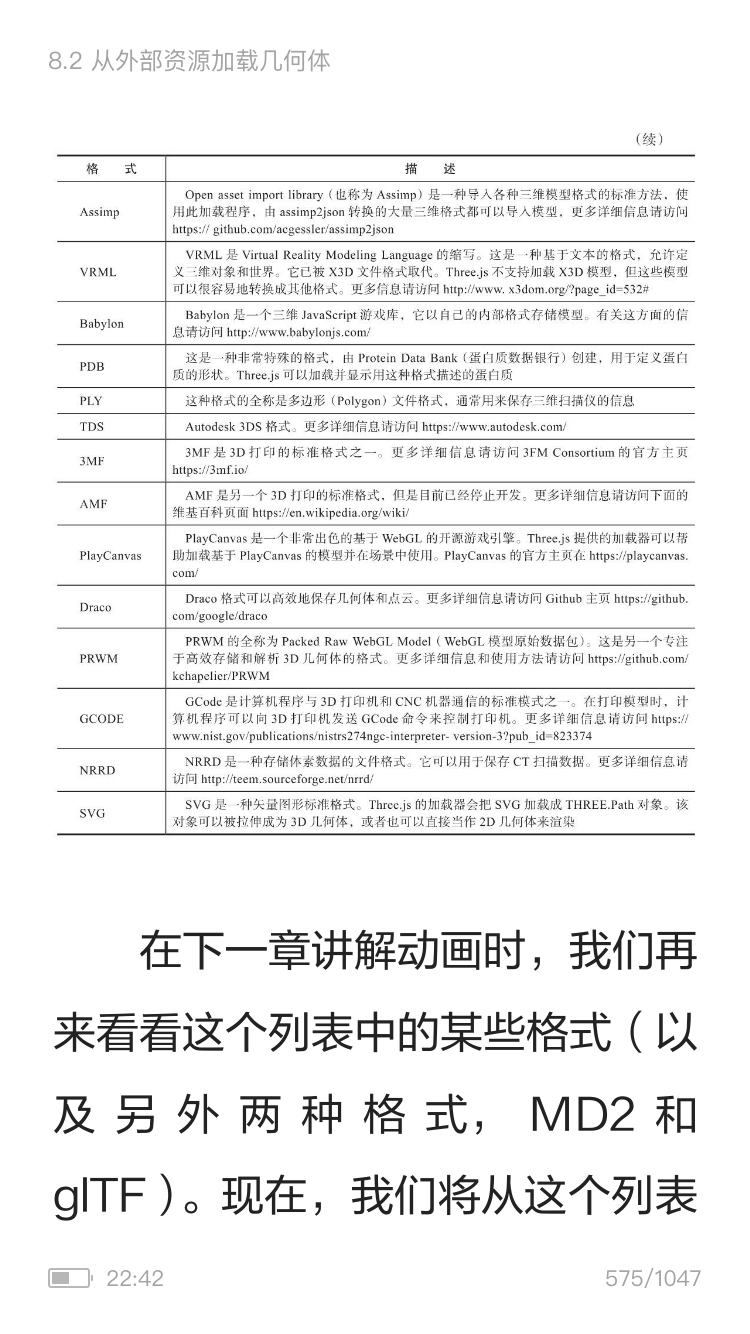 8.2 从外部资源加载几何体
（续）
格 式 描 述
Assimp
Open asset import library（也称为 Assimp）是一种导入各种三维模型格式的标准方法，使
用此加载程序，由 assimp2json 转换的大量三维格式都可以导入模型，更多详细信息请访问
https:// github.com/acgessler/assimp2json
VRML
VRML 是 Virtual Reality Modeling Language 的缩写。这是一种基于文本的格式，允许定
义三维对象和世界。它已被 X3D 文件格式取代。Three.js 不支持加载 X3D 模型，但这些模型
可以很容易地转换成其他格式。更多信息请访问 http://www. x3dom.org/?page_id=532#
Babylon
Babylon 是一个三维 JavaScript 游戏库，它以自己的内部格式存储模型。有关这方面的信
息请访问 http://www.babylonjs.com/
PDB
这是一种非常特殊的格式，由 Protein Data Bank（蛋白质数据银行）创建，用于定义蛋白
质的形状。Three.js 可以加载并显示用这种格式描述的蛋白质
PLY
这种格式的全称是多边形（Polygon）文件格式，通常用来保存三维扫描仪的信息
TDS
Autodesk 3DS 格式。更多详细信息请访问 https://www.autodesk.com/
3MF
3MF 是 3D 打印的标准格式之一。更多详细信息请访问 3FM Consortium 的官方主页
https://3mf.io/
AMF
AMF 是另一个 3D 打印的标准格式，但是目前已经停止开发。更多详细信息请访问下面的
维基百科页面 https://en.wikipedia.org/wiki/
PlayCanvas
PlayCanvas 是一个非常出色的基于 WebGL 的开源游戏引擎。Three.js 提供的加载器可以帮
助加载基于 PlayCanvas 的模型并在场景中使用。PlayCanvas 的官方主页在 https://playcanvas.
com/
Draco
Draco 格式可以高效地保存几何体和点云。更多详细信息请访问 Github 主页 https://github.
com/google/draco
PRWM
PRWM 的全称为 Packed Raw WebGL Model（ WebGL 模型原始数据包）。这是另一个专注
于高效存储和解析 3D 几何体的格式。更多详细信息和使用方法请访问 https://github.com/
kchapelier/PRWM
GCODE
GCode 是计算机程序与 3D 打印机和 CNC 机器通信的标准模式之一。在打印模型时，计
算机程序可以向 3D 打印机发送 GCode 命令来控制打印机。更多详细信息请访问 https://
www.nist.gov/publications/nistrs274ngc-interpreter- version-3?pub_id=823374
NRRD
NRRD 是一种存储体素数据的文件格式。它可以用于保存 CT 扫描数据。更多详细信息请
访问 http://teem.sourceforge.net/nrrd/
SVG
SVG 是一种矢量图形标准格式。Three.js 的加载器会把 SVG 加载成 THREE.Path 对象。该
对象可以被拉伸成为 3D 几何体，或者也可以直接当作 2D 几何体来渲染
在下一章讲解动画时，我们再
来看看这个列表中的某些格式（以
及另外两种格式，MD2 和
glTF）。现在，我们将从这个列表
22:42 575/1047